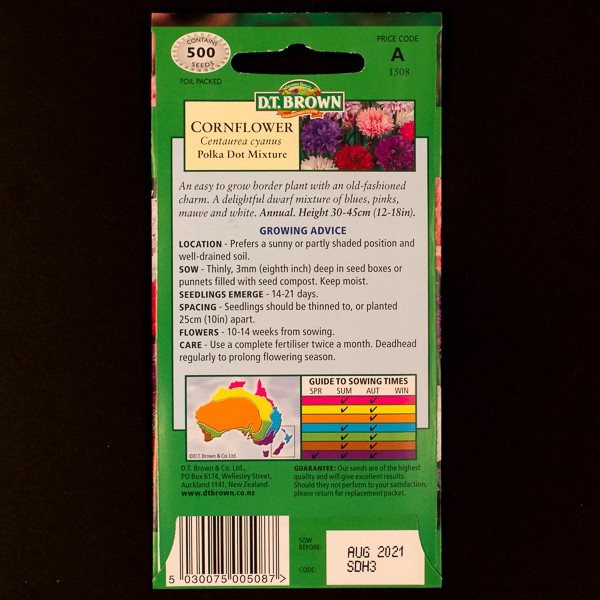 CONTAINS
500
SEEDS
FOIL PACKED
PRICE CODE
A
1508
D.T. BROWN
CORNFLOWER
Centaurea cyanus
Polka Dot Mixture
An easy to grow border plant with an old-fashioned
charm. A delightful dwarf mixture of blues, pinks,
mauve and white. Annual. Height 30-45cm (12-18in).
GROWING ADVICE
LOCATION - Prefers a sunny or partly shaded position and
well-drained soil.
SOW - Thinly, 3mm (eighth inch) deep in seed boxes or
punnets filled with seed compost. Keep moist.
SEEDLINGS EMERGE - 14-21 days.
SPACING - Seedlings should be thinned to, or planted
25cm (10in) apart.
FLOWERS - 10-14 weeks from sowing.
CARE - Use a complete fertiliser twice a month. Deadhead
regularly to prolong flowering season.
©D.T. Brown & Co. Ltd.
GUIDE TO SOWING TIMES
SPR SUM AUT WIN
D.T. Brown & Co. Ltd.,
PO Box 6174, Wellesley Street,
Auckland 1141, New Zealand.
www.dtbrown.co.nz
GUARANTEE: Our seeds are of the highest
quality and will give excellent results.
Should they not perform to your satisfaction,
please return for replacement packet.
5 030075 005087 >
SOW
BEFORE:
AUG 2021
CODE:
SDH3